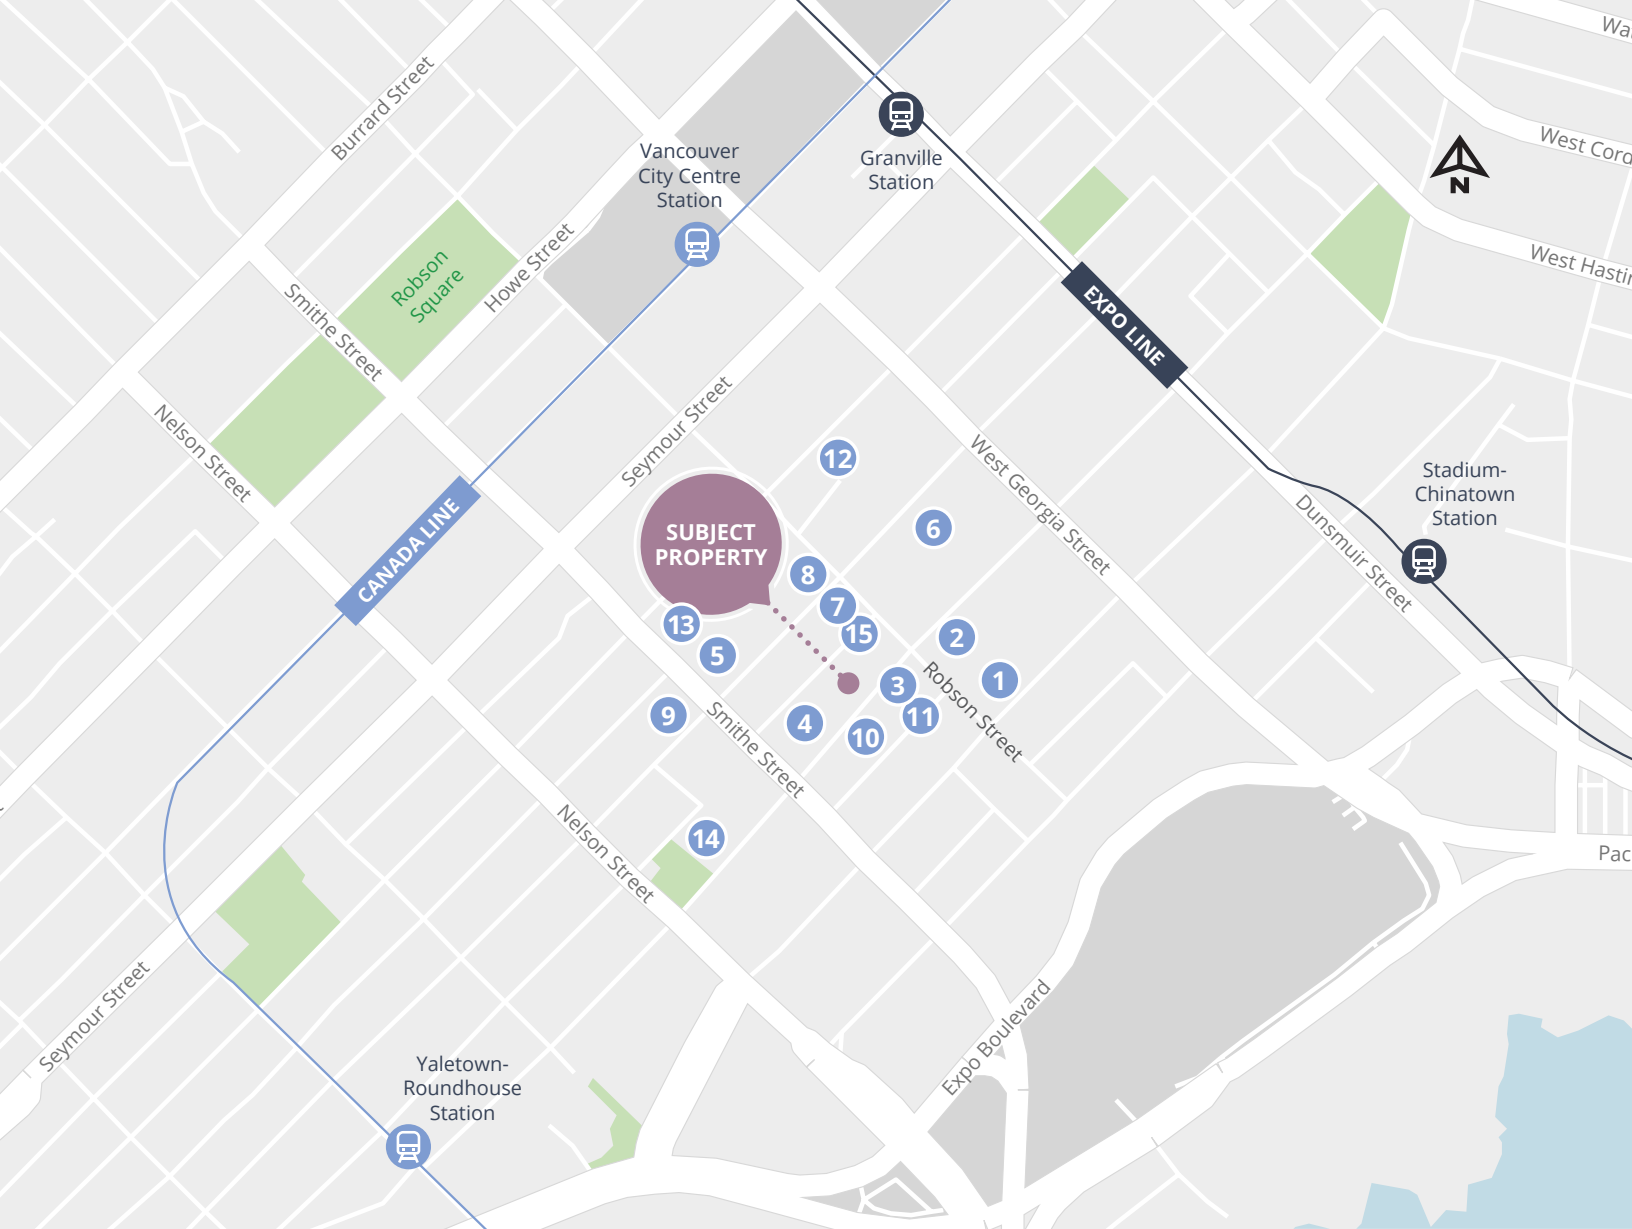 Burrard Street
Wat
West Cord
Vancouver
City Centre
Station
Granville
Station
N
Robson
Square
Howe Street
West Hastin
Smithe Street
EXPO LINE
Seymour Street
Nelson Street
12
West Georgia Street
6
Stadium-
Chinatown
Station
CANADA LINE
SUBJECT
PROPERTY
Dunsmuir Street
8
7
13
15
2
5
3
1
Robson Street
9
4
11
10
Smithe Street
14
Nelson Street
Pac
Seymour Street
Expo Boulevard
Yaletown-
Roundhouse
Station